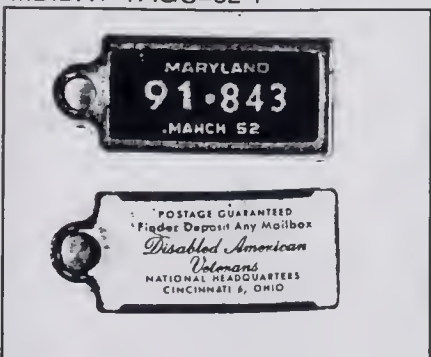 MARYLAND
91•843
MARCH 52
POSTAGE GUARANTEED
Finder Deposit Any Mailbox
Disabled American
Veterans
NATIONAL HEADQUARTERS
CINCINNATI 6, OHIO